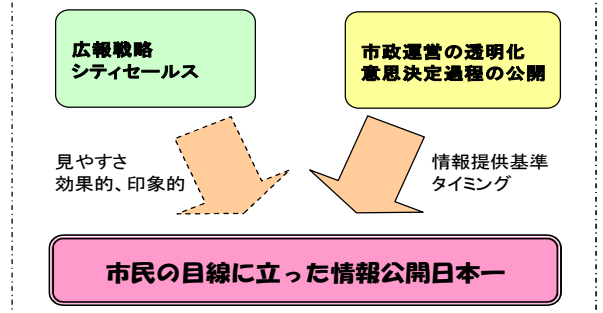 広報戦略
シティセールス
市政運営の透明化
意思決定過程の公開
見やすさ
効果的、印象的
情報提供基準
タイミング
市民の目線に立った情報公開日本一